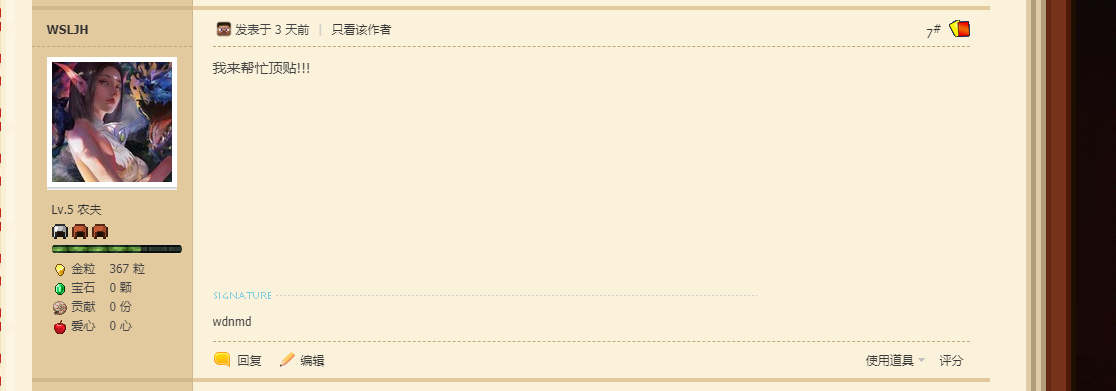 WSLJH
发表于 3 天前 | 只看该作者
7#
我来帮忙顶贴!!!
Lv.5 农夫
金粒 367 粒
宝石 0 颗
贡献 0 份
爱心 0 心
SIGNATURE
wdnmd
回复 编辑 使用道具 评分